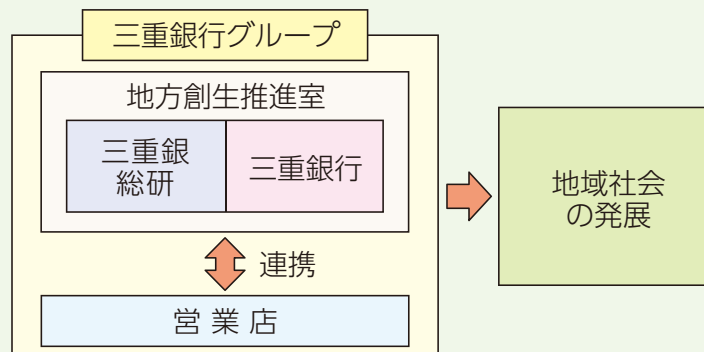 三重銀行グループ
地方創生推進室
三重銀
総研
三重銀行
連携
営業店
地域社会
の発展